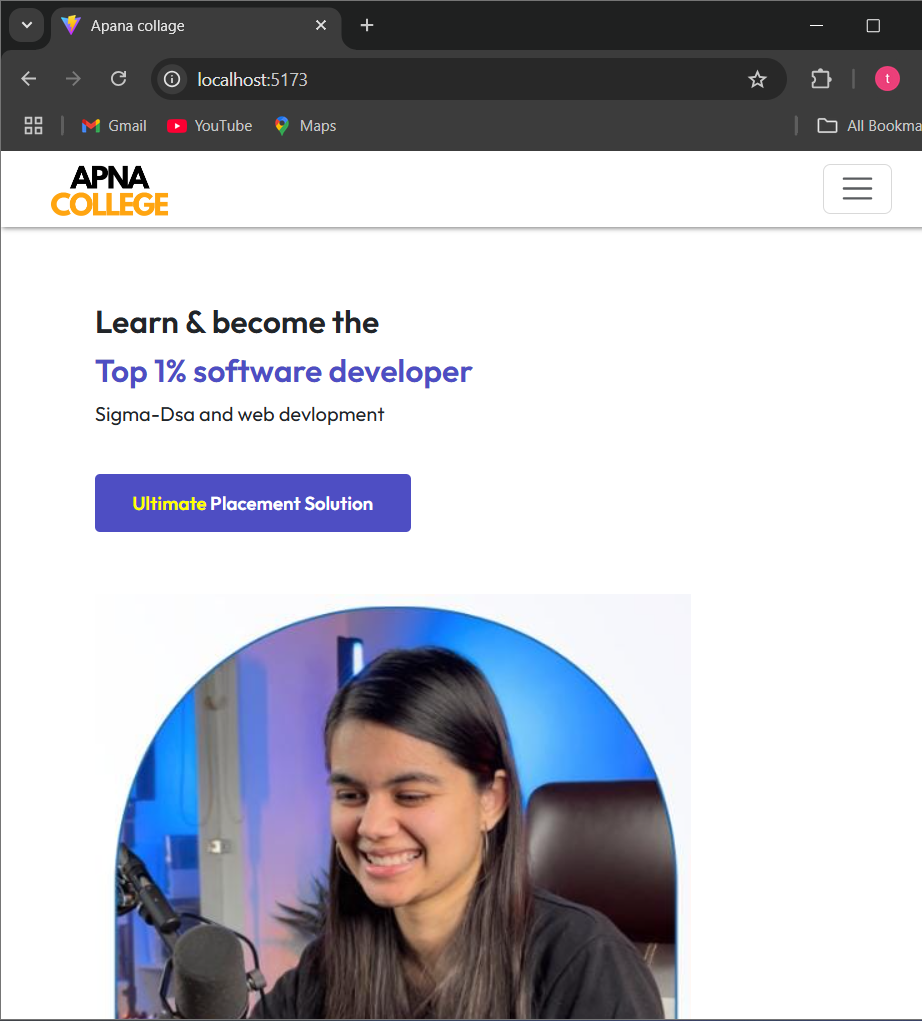 Apana collage
localhost:5173
t
Gmail
YouTube
Maps
All Bookma
APNA
COLLEGE
Learn & become the
Top 1% software developer
Sigma-Dsa and web devlopment
Ultimate Placement Solution